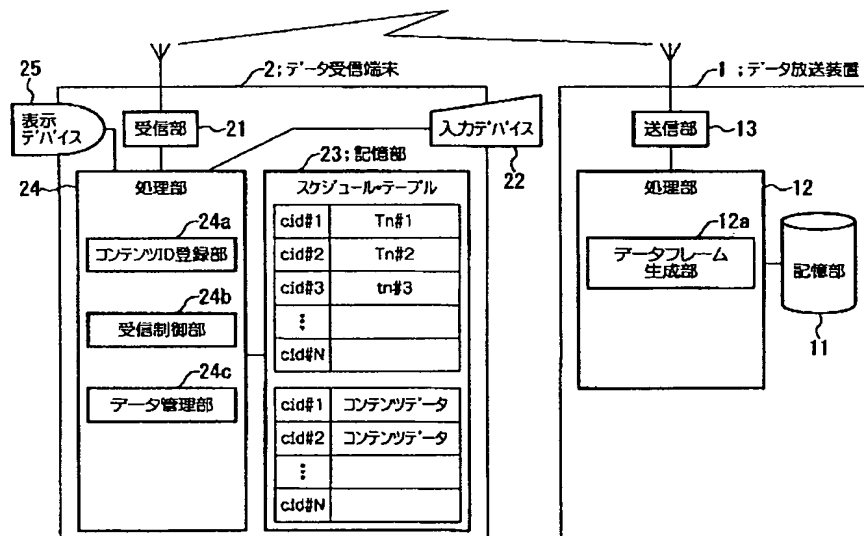 2;データ受信端末
1;データ放送装置
25
表示
デバイス
受信部
21
入力デバイス
22
送信部
13
24
処理部
24a
コンテンツID登録部
24b
受信制御部
24c
データ管理部
23;記憶部
スケジュール・テーブル
cid#1 Tn#1
cid#2 Tn#2
cid#3 tn#3
⋮
cid#N
cid#1 コンテンツデータ
cid#2 コンテンツデータ
⋮
cid#N
処理部
12
12a
データフレーム
生成部
記憶部
11